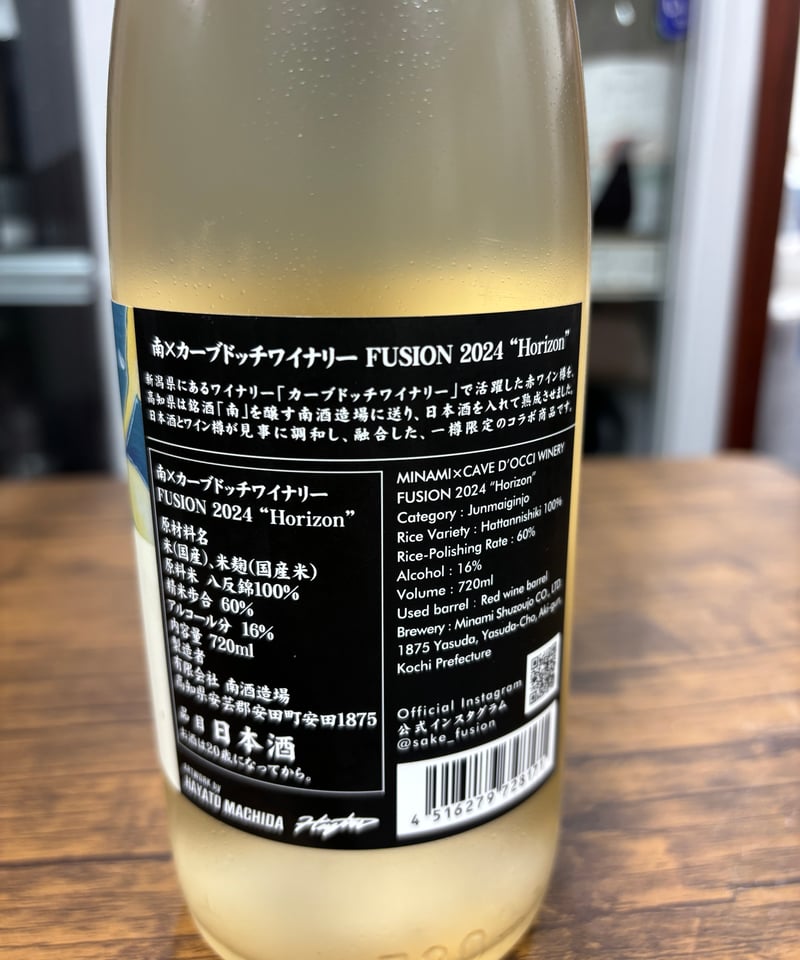 南×カーブドッチワイナリー FUSION 2024 “Horizon”
新潟県にあるワイナリー「カーブドッチワイナリー」で活躍した赤ワイン樽を、
高知県は銘酒「南」を醸す南酒造場に送り、日本酒を入れて熟成させました。
日本酒とワイン樽が見事に調和し、融合した、一樽限定のコラボ商品です。
南×カーブドッチワイナリー
FUSION 2024 “Horizon”
原材料名
米(国産)、米麹(国産米)
原料米 八反錦100%
精米歩合 60%
アルコール分 16%
内容量 720ml
製造者
有限会社 南酒造場
高知県安芸郡安田町安田1875
品目 日本酒
お酒は20歳になってから。
ARTWORK BY
HAYATO MACHIDA
MINAMI×CAVE D'OCCI WINERY
FUSION 2024 “Horizon”
Category : Junmaiginjo
Rice Variety : Hattannishiki 100%
Rice-Polishing Rate : 60%
Alcohol : 16%
Volume : 720ml
Used barrel : Red wine barrel
Brewery : Minami Shuzoujo CO., LTD.
1875 Yasuda, Yasuda-Cho, Aki-gun,
Kochi Prefecture
Official Instagram
公式インスタグラム
@sake_fusion